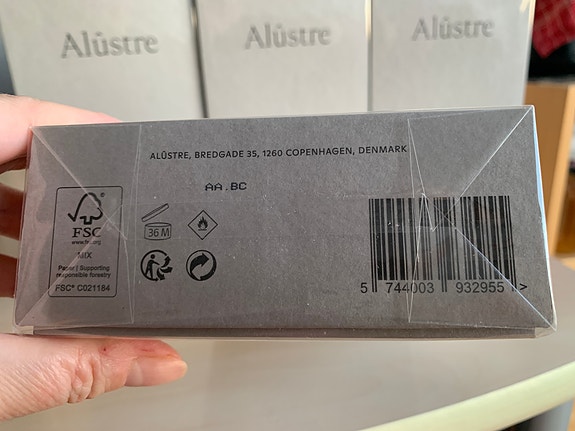 Alûstre
Alûstre
Alûstre
ALÛSTRE, BREDGADE 35, 1260 COPENHAGEN, DENMARK
AA.BC
FSC
www.fsc.org
MIX
Paper | Supporting
responsible forestry
FSC® C021184
36 M
5 744003 932955 >